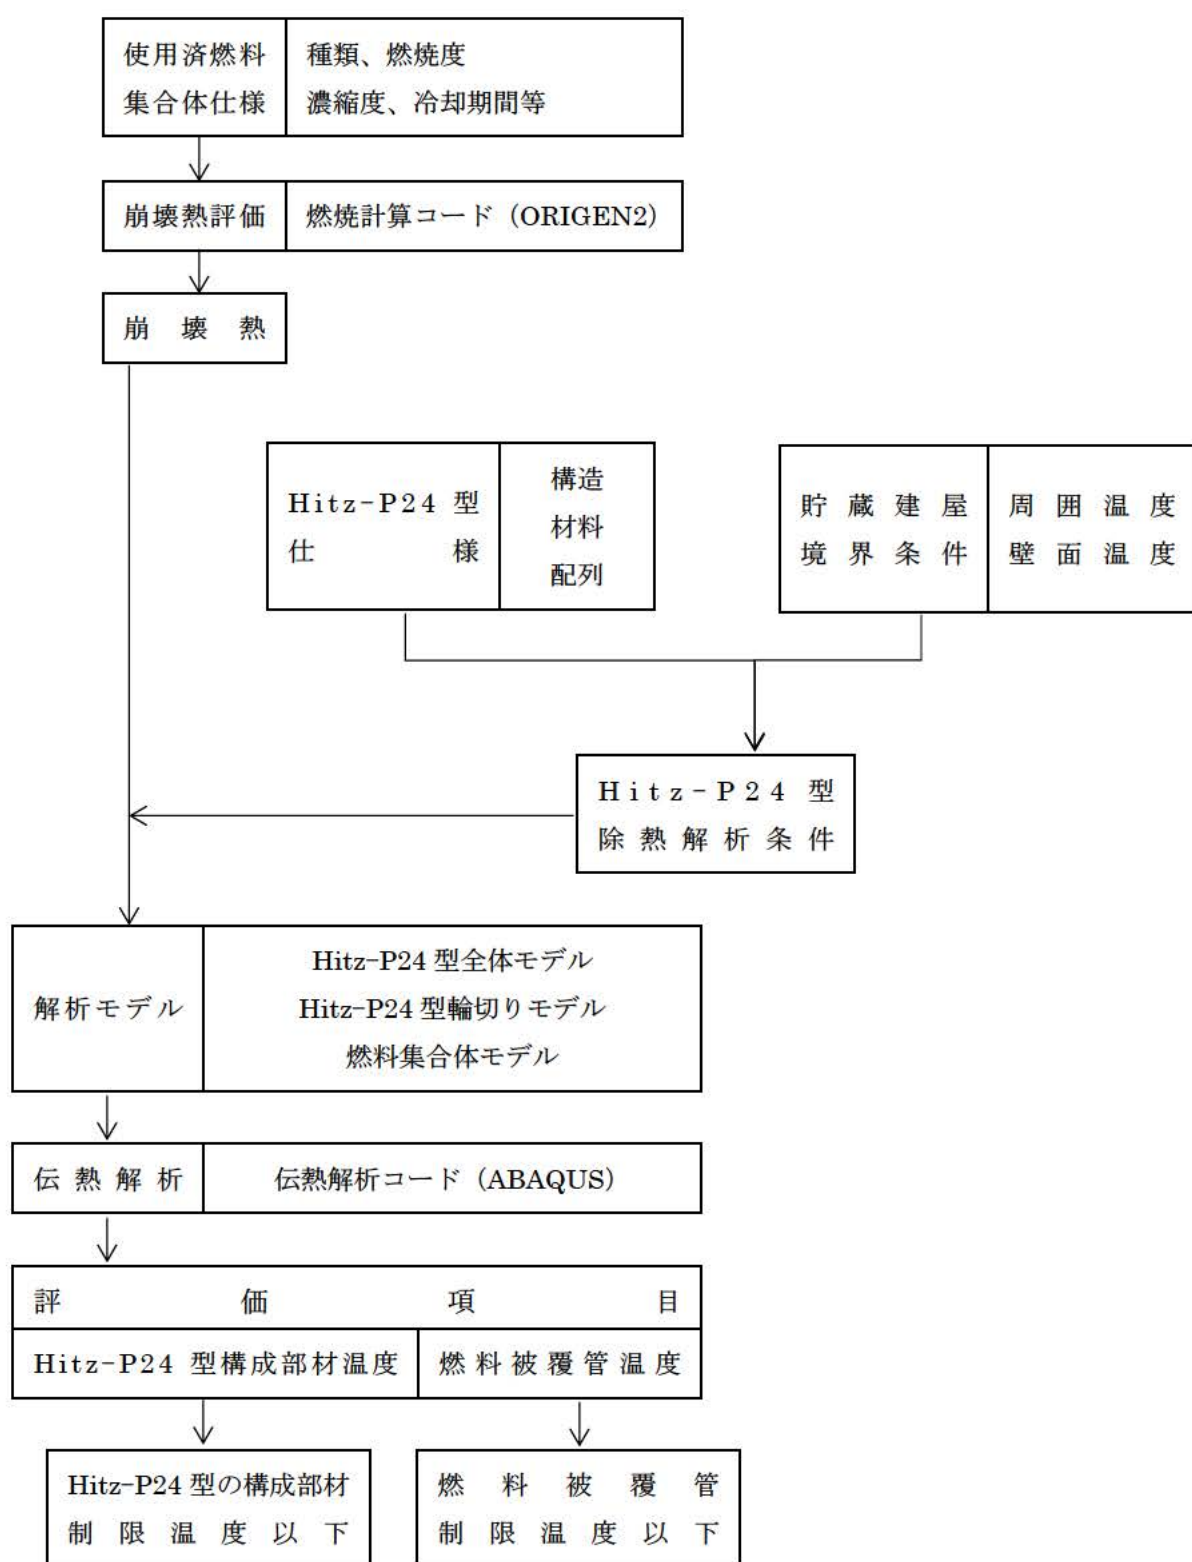 使用済燃料
集合体仕様
種類、燃焼度
濃縮度、冷却期間等
崩壊熱評価
燃焼計算コード（ORIGEN2）
崩壊熱
Hitz-P24 型
仕様
構造
材料
配列
貯蔵建屋
境界条件
周囲温度
壁面温度
Hitz-P24 型
除熱解析条件
解析モデル
Hitz-P24 型全体モデル
Hitz-P24 型輪切りモデル
燃料集合体モデル
伝熱解析
伝熱解析コード（ABAQUS）
評価項目
Hitz-P24 型構成部材温度
燃料被覆管温度
Hitz-P24 型の構成部材
制限温度以下
燃料被覆管
制限温度以下